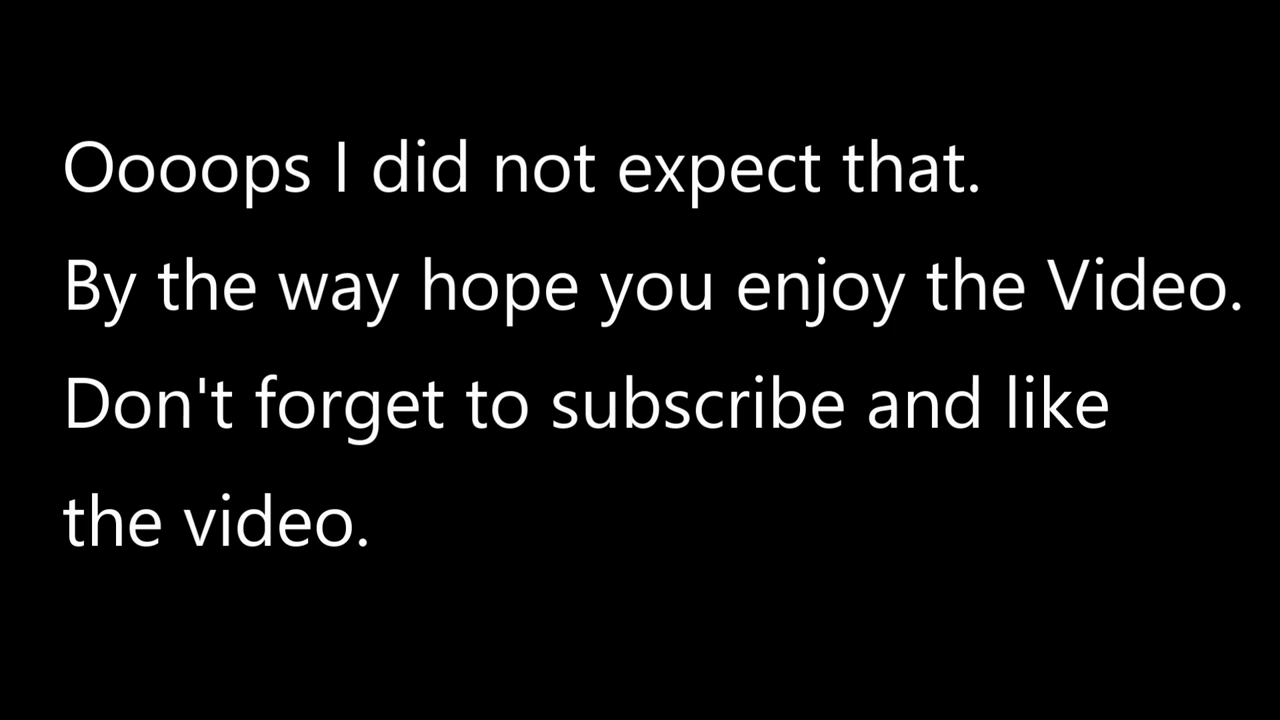 Oooops I did not expect that.
By the way hope you enjoy the Video.
Don't forget to subscribe and like
the video.